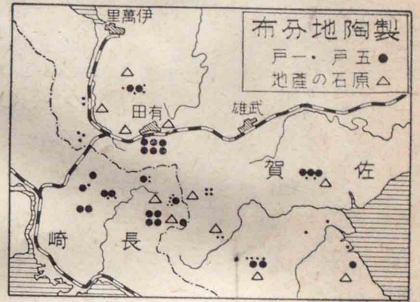 製陶地分布
五戸・一戸
原石の產地
伊萬里
有田
武雄
佐賀
長崎